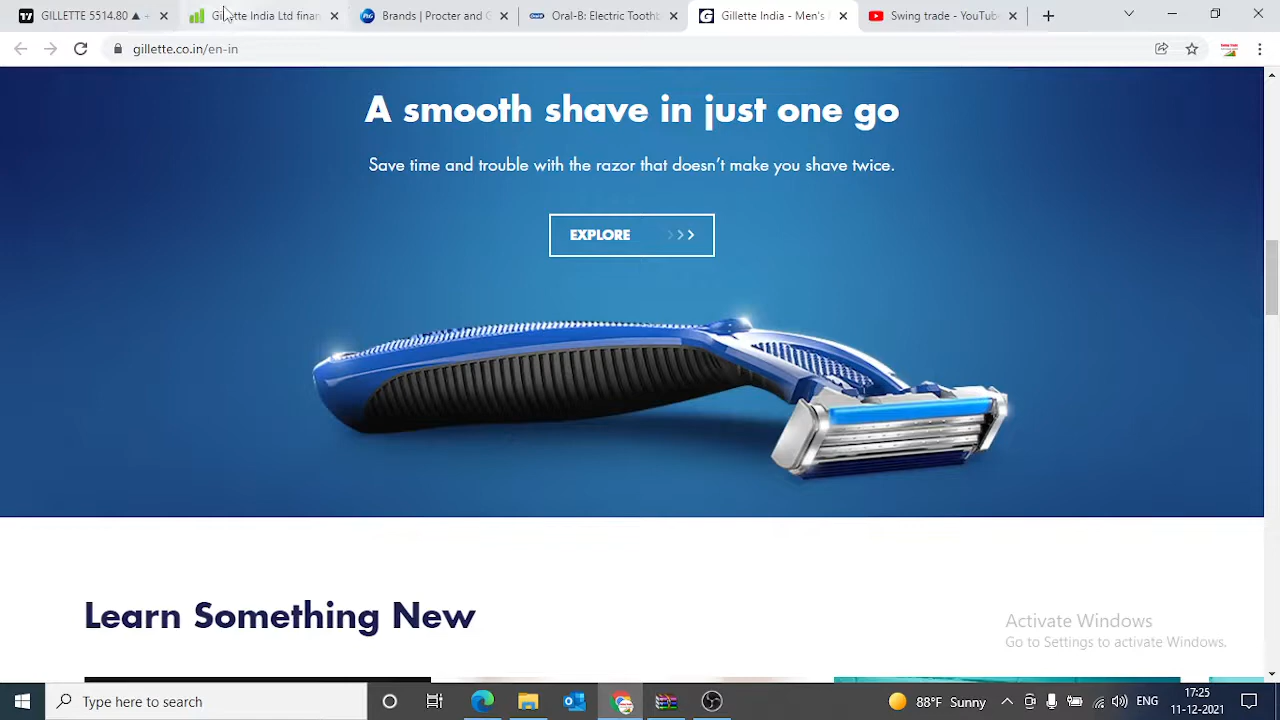 GILLETTE 5514.80 ▲
Gillette India Ltd finan
Brands | Procter and G
Oral-B: Electric Tooth
Gillette India - Men's
Swing trade - YouTub
gillette.co.in/en-in
A smooth shave in just one go
Save time and trouble with the razor that doesn't make you shave twice.
EXPLORE
Learn Something New
Activate Windows
Go to Settings to activate Windows.
Type here to search
88°F Sunny
ENG
17:25
11-12-2021